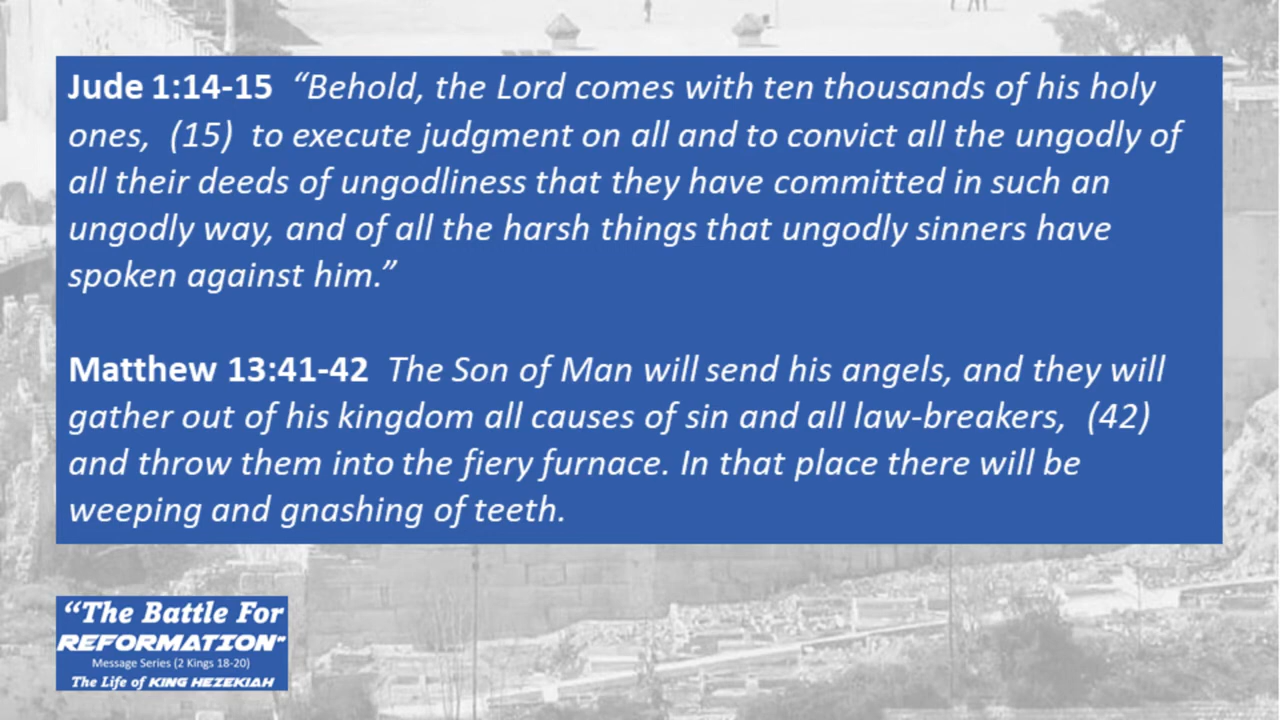 Jude 1:14-15 “Behold, the Lord comes with ten thousands of his holy
ones, (15) to execute judgment on all and to convict all the ungodly of
all their deeds of ungodliness that they have committed in such an
ungodly way, and of all the harsh things that ungodly sinners have
spoken against him.”
Matthew 13:41-42 The Son of Man will send his angels, and they will
gather out of his kingdom all causes of sin and all law-breakers, (42)
and throw them into the fiery furnace. In that place there will be
weeping and gnashing of teeth.
“The Battle For
REFORMATION”
Message Series (2 Kings 18-20)
The Life of KING HEZEKIAH